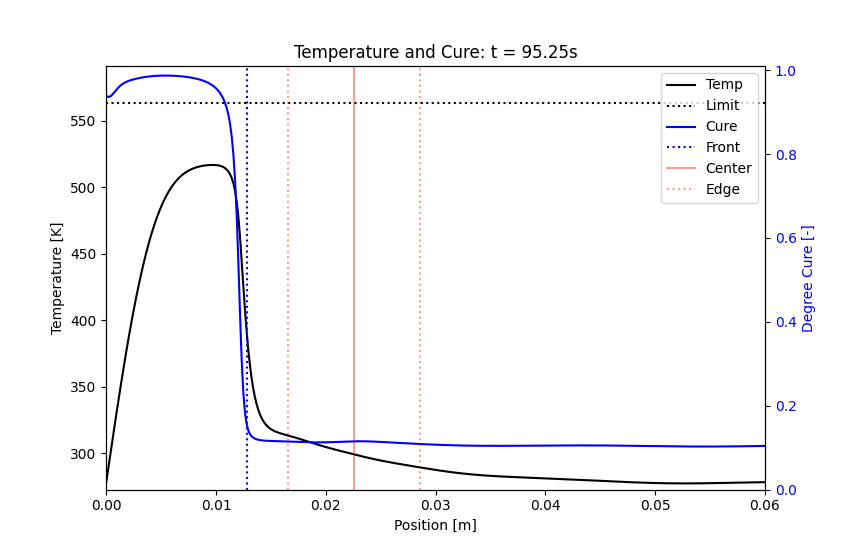 Temperature and Cure: t = 95.25s
Temp
Limit
Cure
Front
Center
Edge
Temperature [K]
550
500
450
400
350
300
1.0
0.8
0.6
0.4
0.2
0.0
Degree Cure [-]
0.00 0.01 0.02 0.03 0.04 0.05 0.06
Position [m]